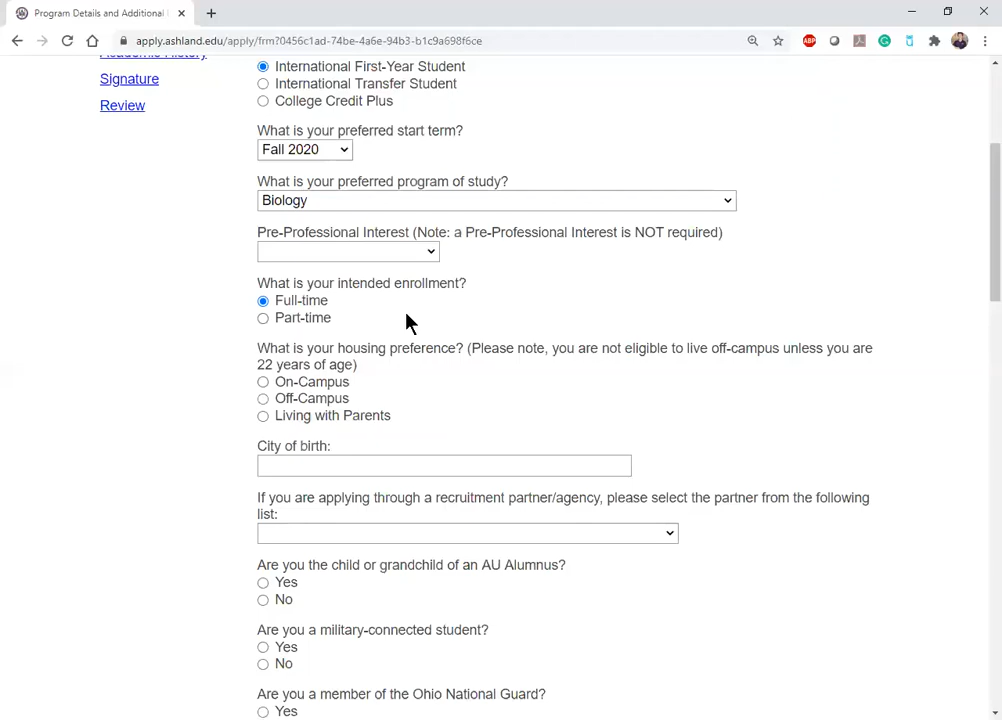 Program Details and Additional
apply.ashland.edu/apply/frm?0456c1ad-74be-4a6e-94b3-b1c9a698f6ce
ABP
Signature
Review
International First-Year Student
International Transfer Student
College Credit Plus
What is your preferred start term?
Fall 2020
What is your preferred program of study?
Biology
Pre-Professional Interest (Note: a Pre-Professional Interest is NOT required)
What is your intended enrollment?
Full-time
Part-time
What is your housing preference? (Please note, you are not eligible to live off-campus unless you are
22 years of age)
On-Campus
Off-Campus
Living with Parents
City of birth:
If you are applying through a recruitment partner/agency, please select the partner from the following
list:
Are you the child or grandchild of an AU Alumnus?
Yes
No
Are you a military-connected student?
Yes
No
Are you a member of the Ohio National Guard?
Yes